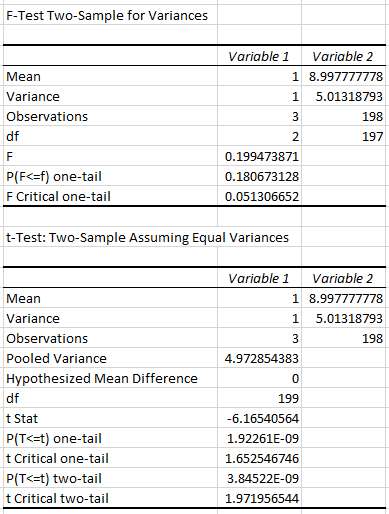 F-Test Two-Sample for Variances
Variable 1 Variable 2
Mean 1 8.997777778
Variance 1 5.01318793
Observations 3 198
df 2 197
F 0.199473871
P(F<=f) one-tail 0.180673128
F Critical one-tail 0.051306652
t-Test: Two-Sample Assuming Equal Variances
Variable 1 Variable 2
Mean 1 8.997777778
Variance 1 5.01318793
Observations 3 198
Pooled Variance 4.972854383
Hypothesized Mean Difference 0
df 199
t Stat -6.16540564
P(T<=t) one-tail 1.92261E-09
t Critical one-tail 1.652546746
P(T<=t) two-tail 3.84522E-09
t Critical two-tail 1.971956544